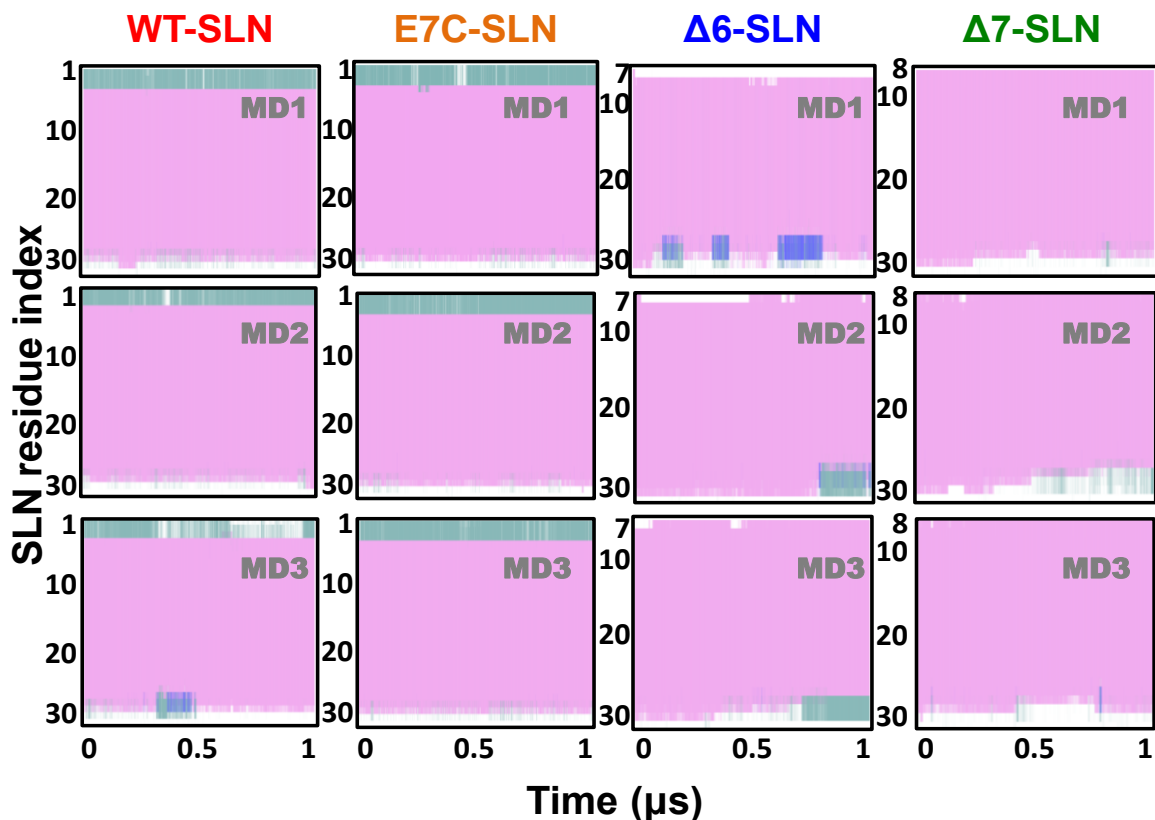 WT-SLN E7C-SLN Δ6-SLN Δ7-SLN
SLN residue index
1 10 20 30 MD1
1 10 20 30 MD1
7 10 20 30 MD1
8 10 20 30 MD1
1 10 20 30 MD2
1 10 20 30 MD2
7 10 20 30 MD2
8 10 20 30 MD2
1 10 20 30 MD3
1 10 20 30 MD3
7 10 20 30 MD3
8 10 20 30 MD3
0 0.5 1 0 0.5 1 0 0.5 1 0 0.5 1
Time (µs)